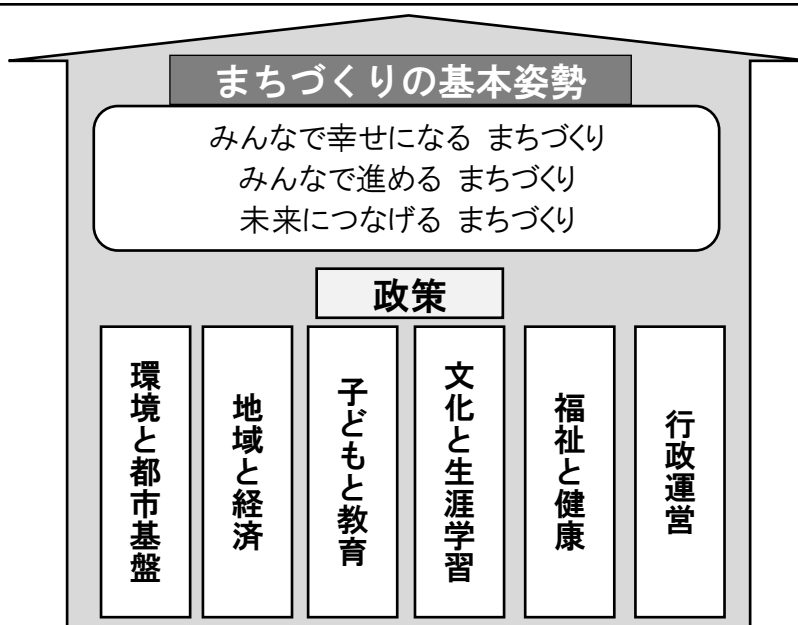 まちづくりの基本姿勢
みんなで幸せになる まちづくり
みんなで進める まちづくり
未来につなげる まちづくり
政策
環境と都市基盤
地域と経済
子どもと教育
文化と生涯学習
福祉と健康
行政運営